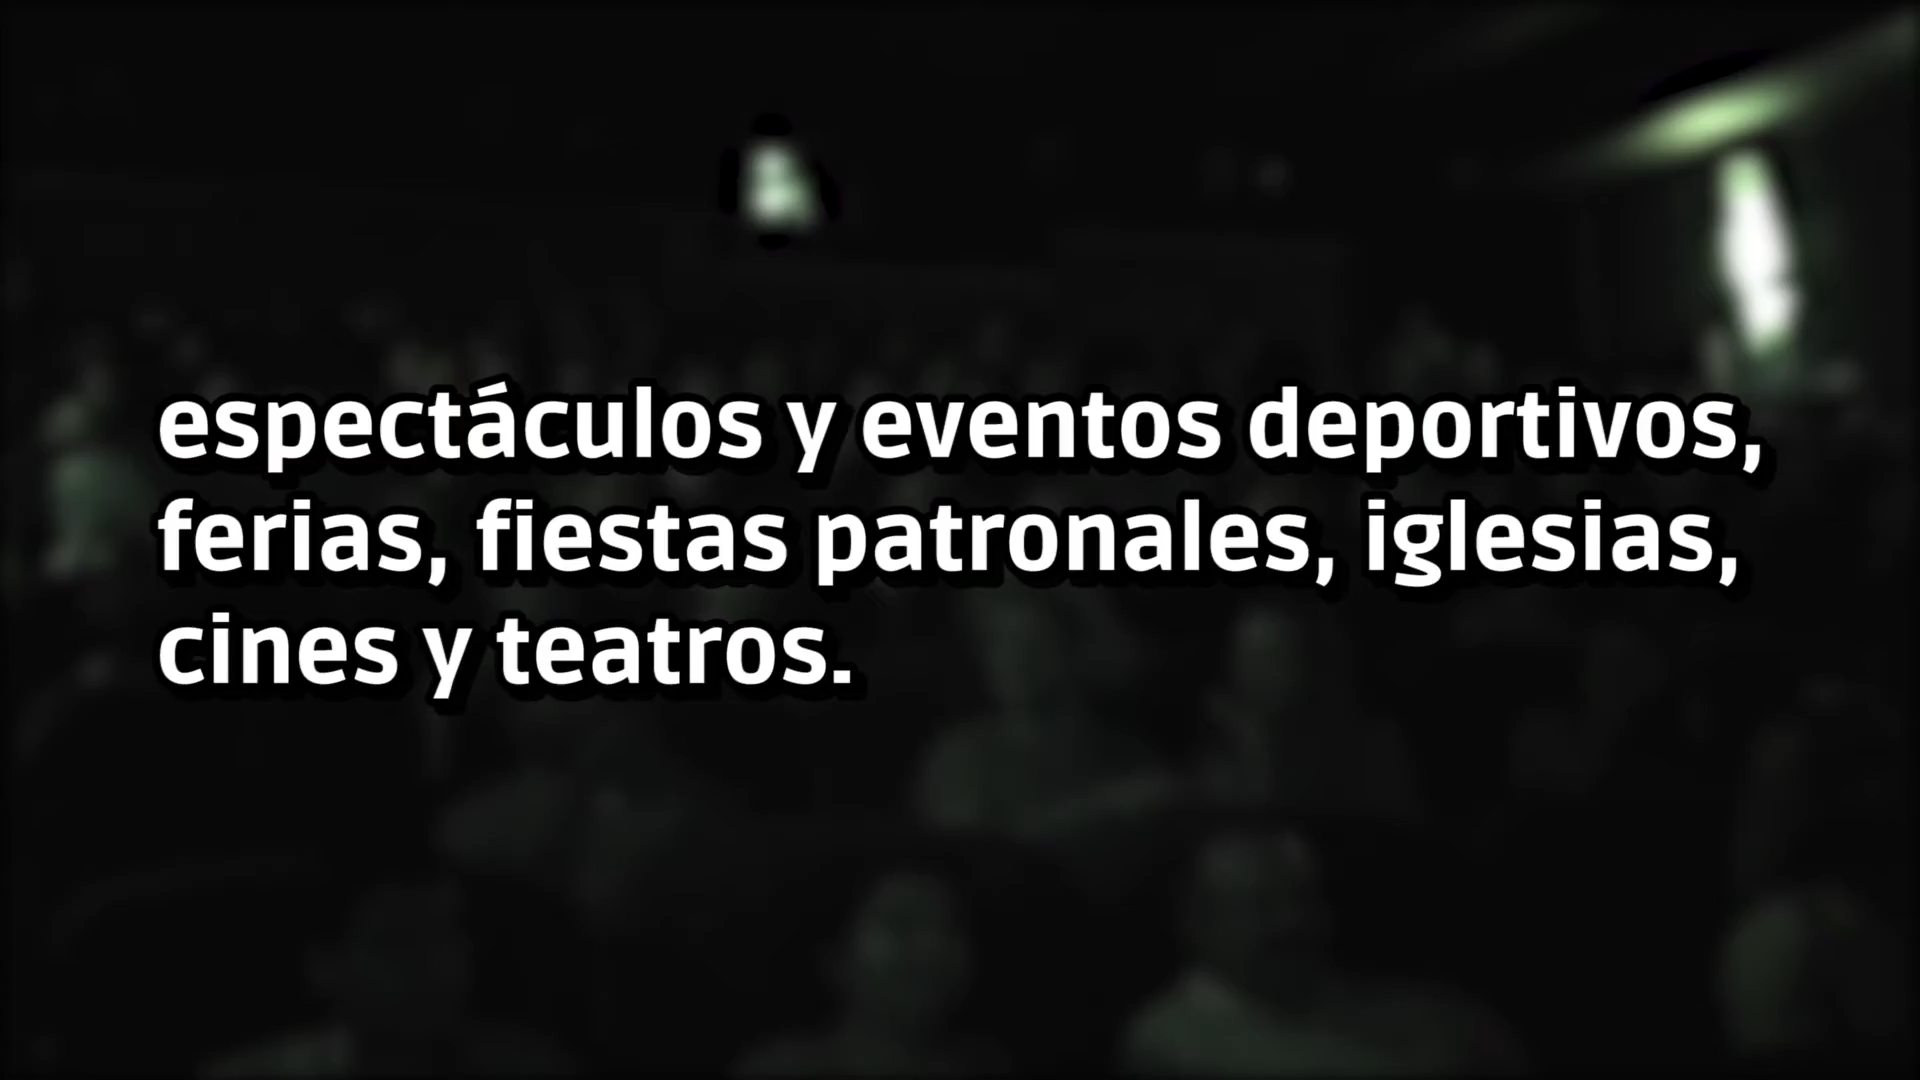 espectáculos y eventos deportivos,
ferias, fiestas patronales, iglesias,
cines y teatros.